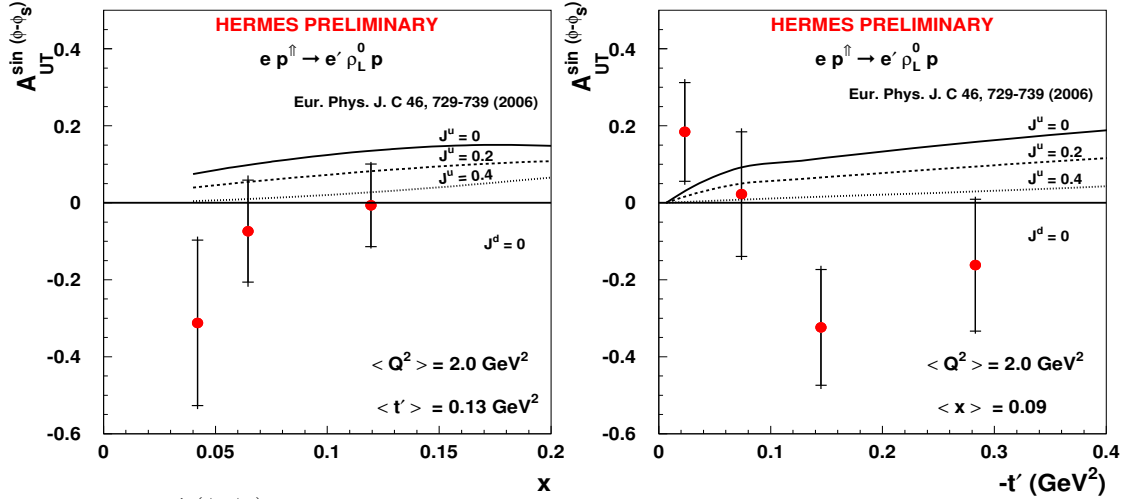 A_UT^sin (ϕ-ϕ_s)
HERMES PRELIMINARY
e p^⇑ → e′ ρ_L^0 p
Eur. Phys. J. C 46, 729-739 (2006)
J^u = 0
J^u = 0.2
J^u = 0.4
J^d = 0
< Q^2 > = 2.0 GeV^2
< t′ > = 0.13 GeV^2
0.4
0.2
0
-0.2
-0.4
-0.6
0 0.05 0.1 0.15 0.2
x
A_UT^sin (ϕ-ϕ_s)
HERMES PRELIMINARY
e p^⇑ → e′ ρ_L^0 p
Eur. Phys. J. C 46, 729-739 (2006)
J^u = 0
J^u = 0.2
J^u = 0.4
J^d = 0
< Q^2 > = 2.0 GeV^2
< x > = 0.09
0.4
0.2
0
-0.2
-0.4
-0.6
0 0.1 0.2 0.3 0.4
-t′ (GeV^2)